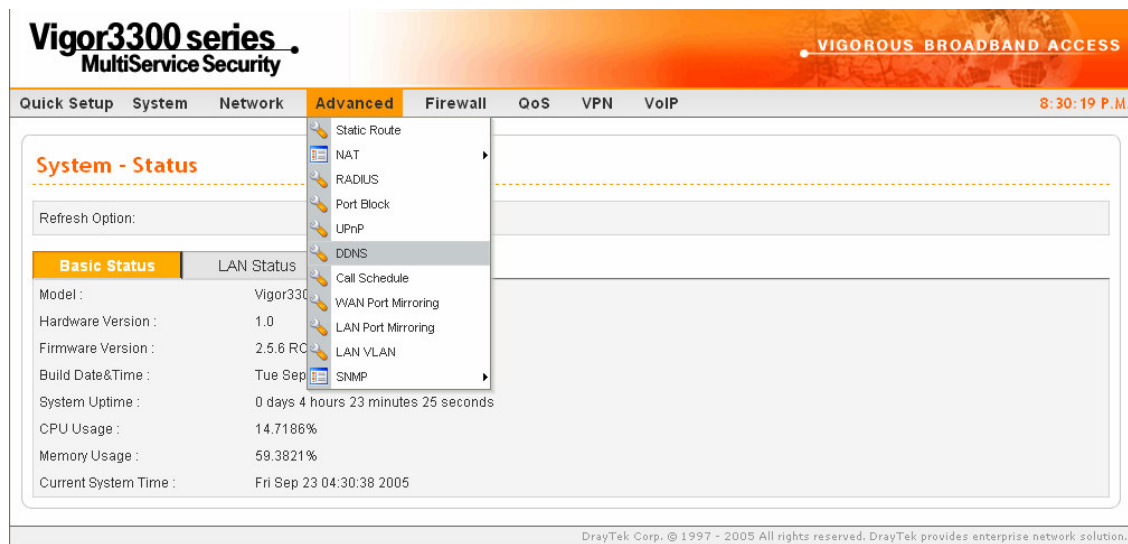 Vigor3300 series
MultiService Security
VIGOROUS BROADBAND ACCESS
Quick Setup System Network Advanced Firewall QoS VPN VoIP 8:30:19 P.M.
Static Route
NAT
RADIUS
Port Block
UPnP
DDNS
Call Schedule
WAN Port Mirroring
LAN Port Mirroring
LAN VLAN
SNMP
System - Status
Refresh Option:
Basic Status LAN Status
Model :
Hardware Version : 1.0
Firmware Version : 2.5.6
Build Date&Time : Tue Sep
System Uptime : 0 days 4 hours 23 minutes 25 seconds
CPU Usage : 14.7186%
Memory Usage : 59.3821%
Current System Time : Fri Sep 23 04:30:38 2005
DrayTek Corp. © 1997 - 2005 All rights reserved. DrayTek provides enterprise network solution.